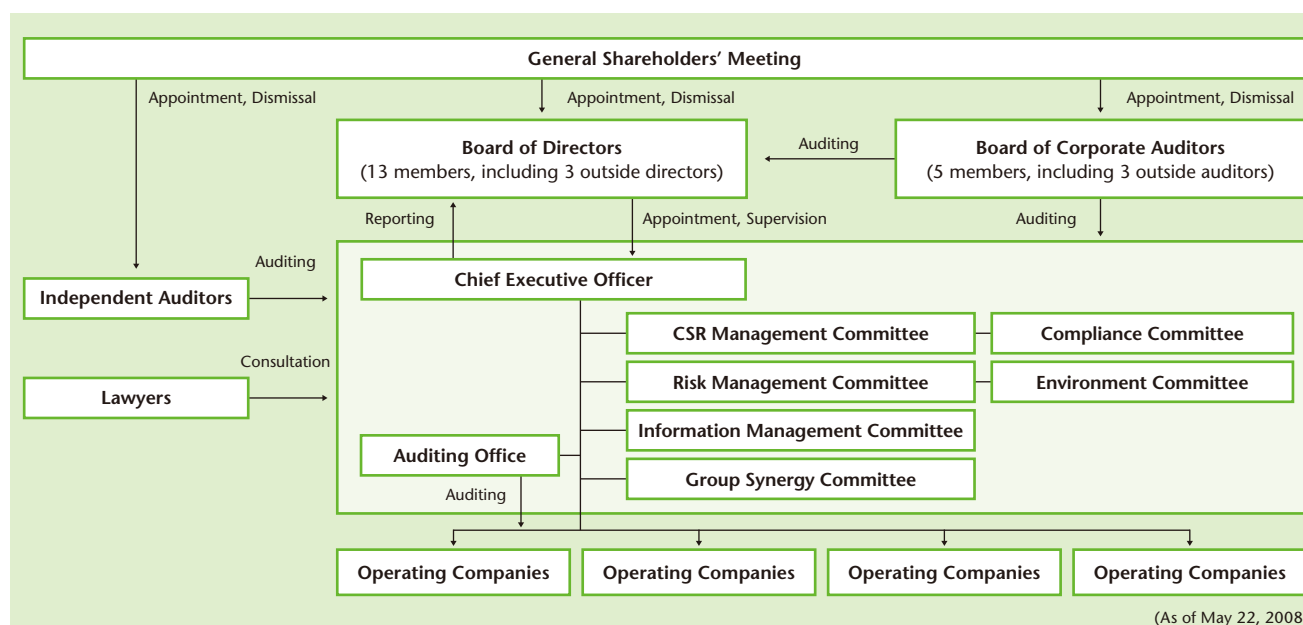 General Shareholders’ Meeting
Appointment, Dismissal
Appointment, Dismissal
Appointment, Dismissal
Board of Directors
(13 members, including 3 outside directors)
Auditing
Board of Corporate Auditors
(5 members, including 3 outside auditors)
Reporting
Appointment, Supervision
Auditing
Auditing
Independent Auditors
Chief Executive Officer
CSR Management Committee
Compliance Committee
Consultation
Lawyers
Risk Management Committee
Environment Committee
Information Management Committee
Auditing Office
Group Synergy Committee
Auditing
Operating Companies
Operating Companies
Operating Companies
Operating Companies
(As of May 22, 2008